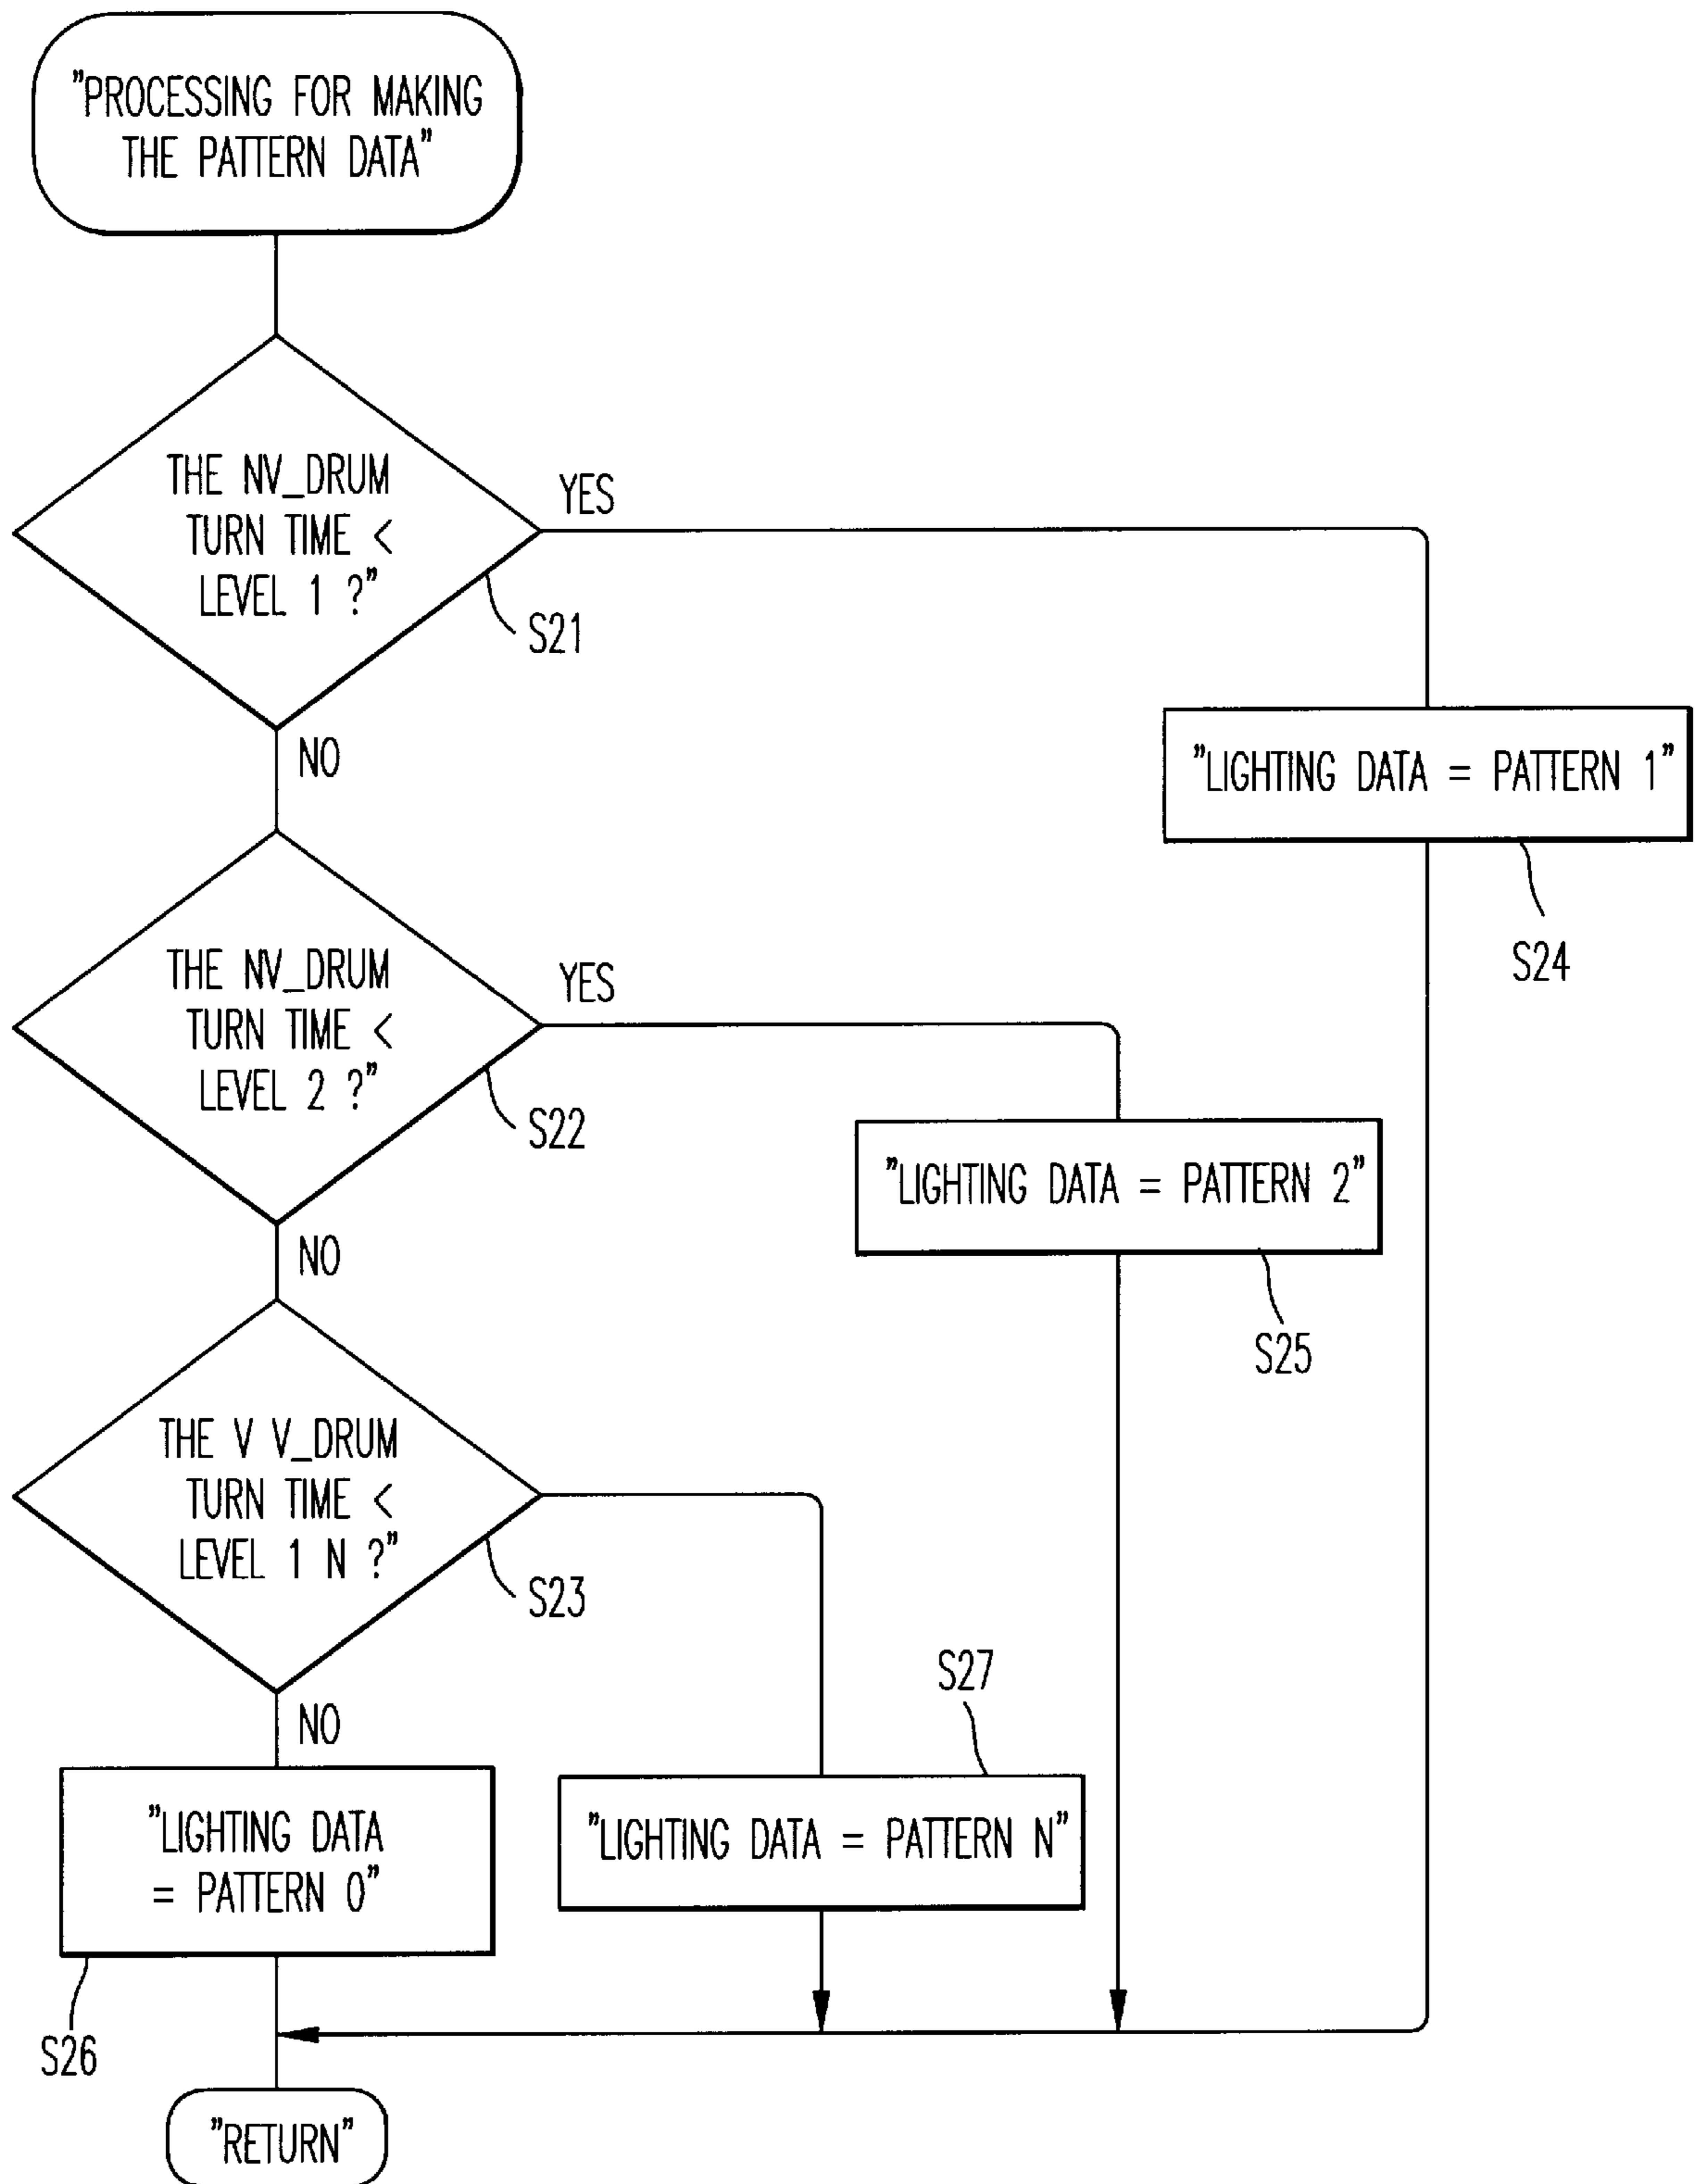 "PROCESSING FOR MAKING
THE PATTERN DATA"
THE NV_DRUM
TURN TIME <
LEVEL 1 ?"
YES
S21
NO
"LIGHTING DATA = PATTERN 1"
S24
THE NV_DRUM
TURN TIME <
LEVEL 2 ?"
YES
S22
NO
"LIGHTING DATA = PATTERN 2"
S25
THE V V_DRUM
TURN TIME <
LEVEL 1 N ?"
S23
NO
S27
"LIGHTING DATA = PATTERN N"
"LIGHTING DATA
= PATTERN 0"
S26
"RETURN"